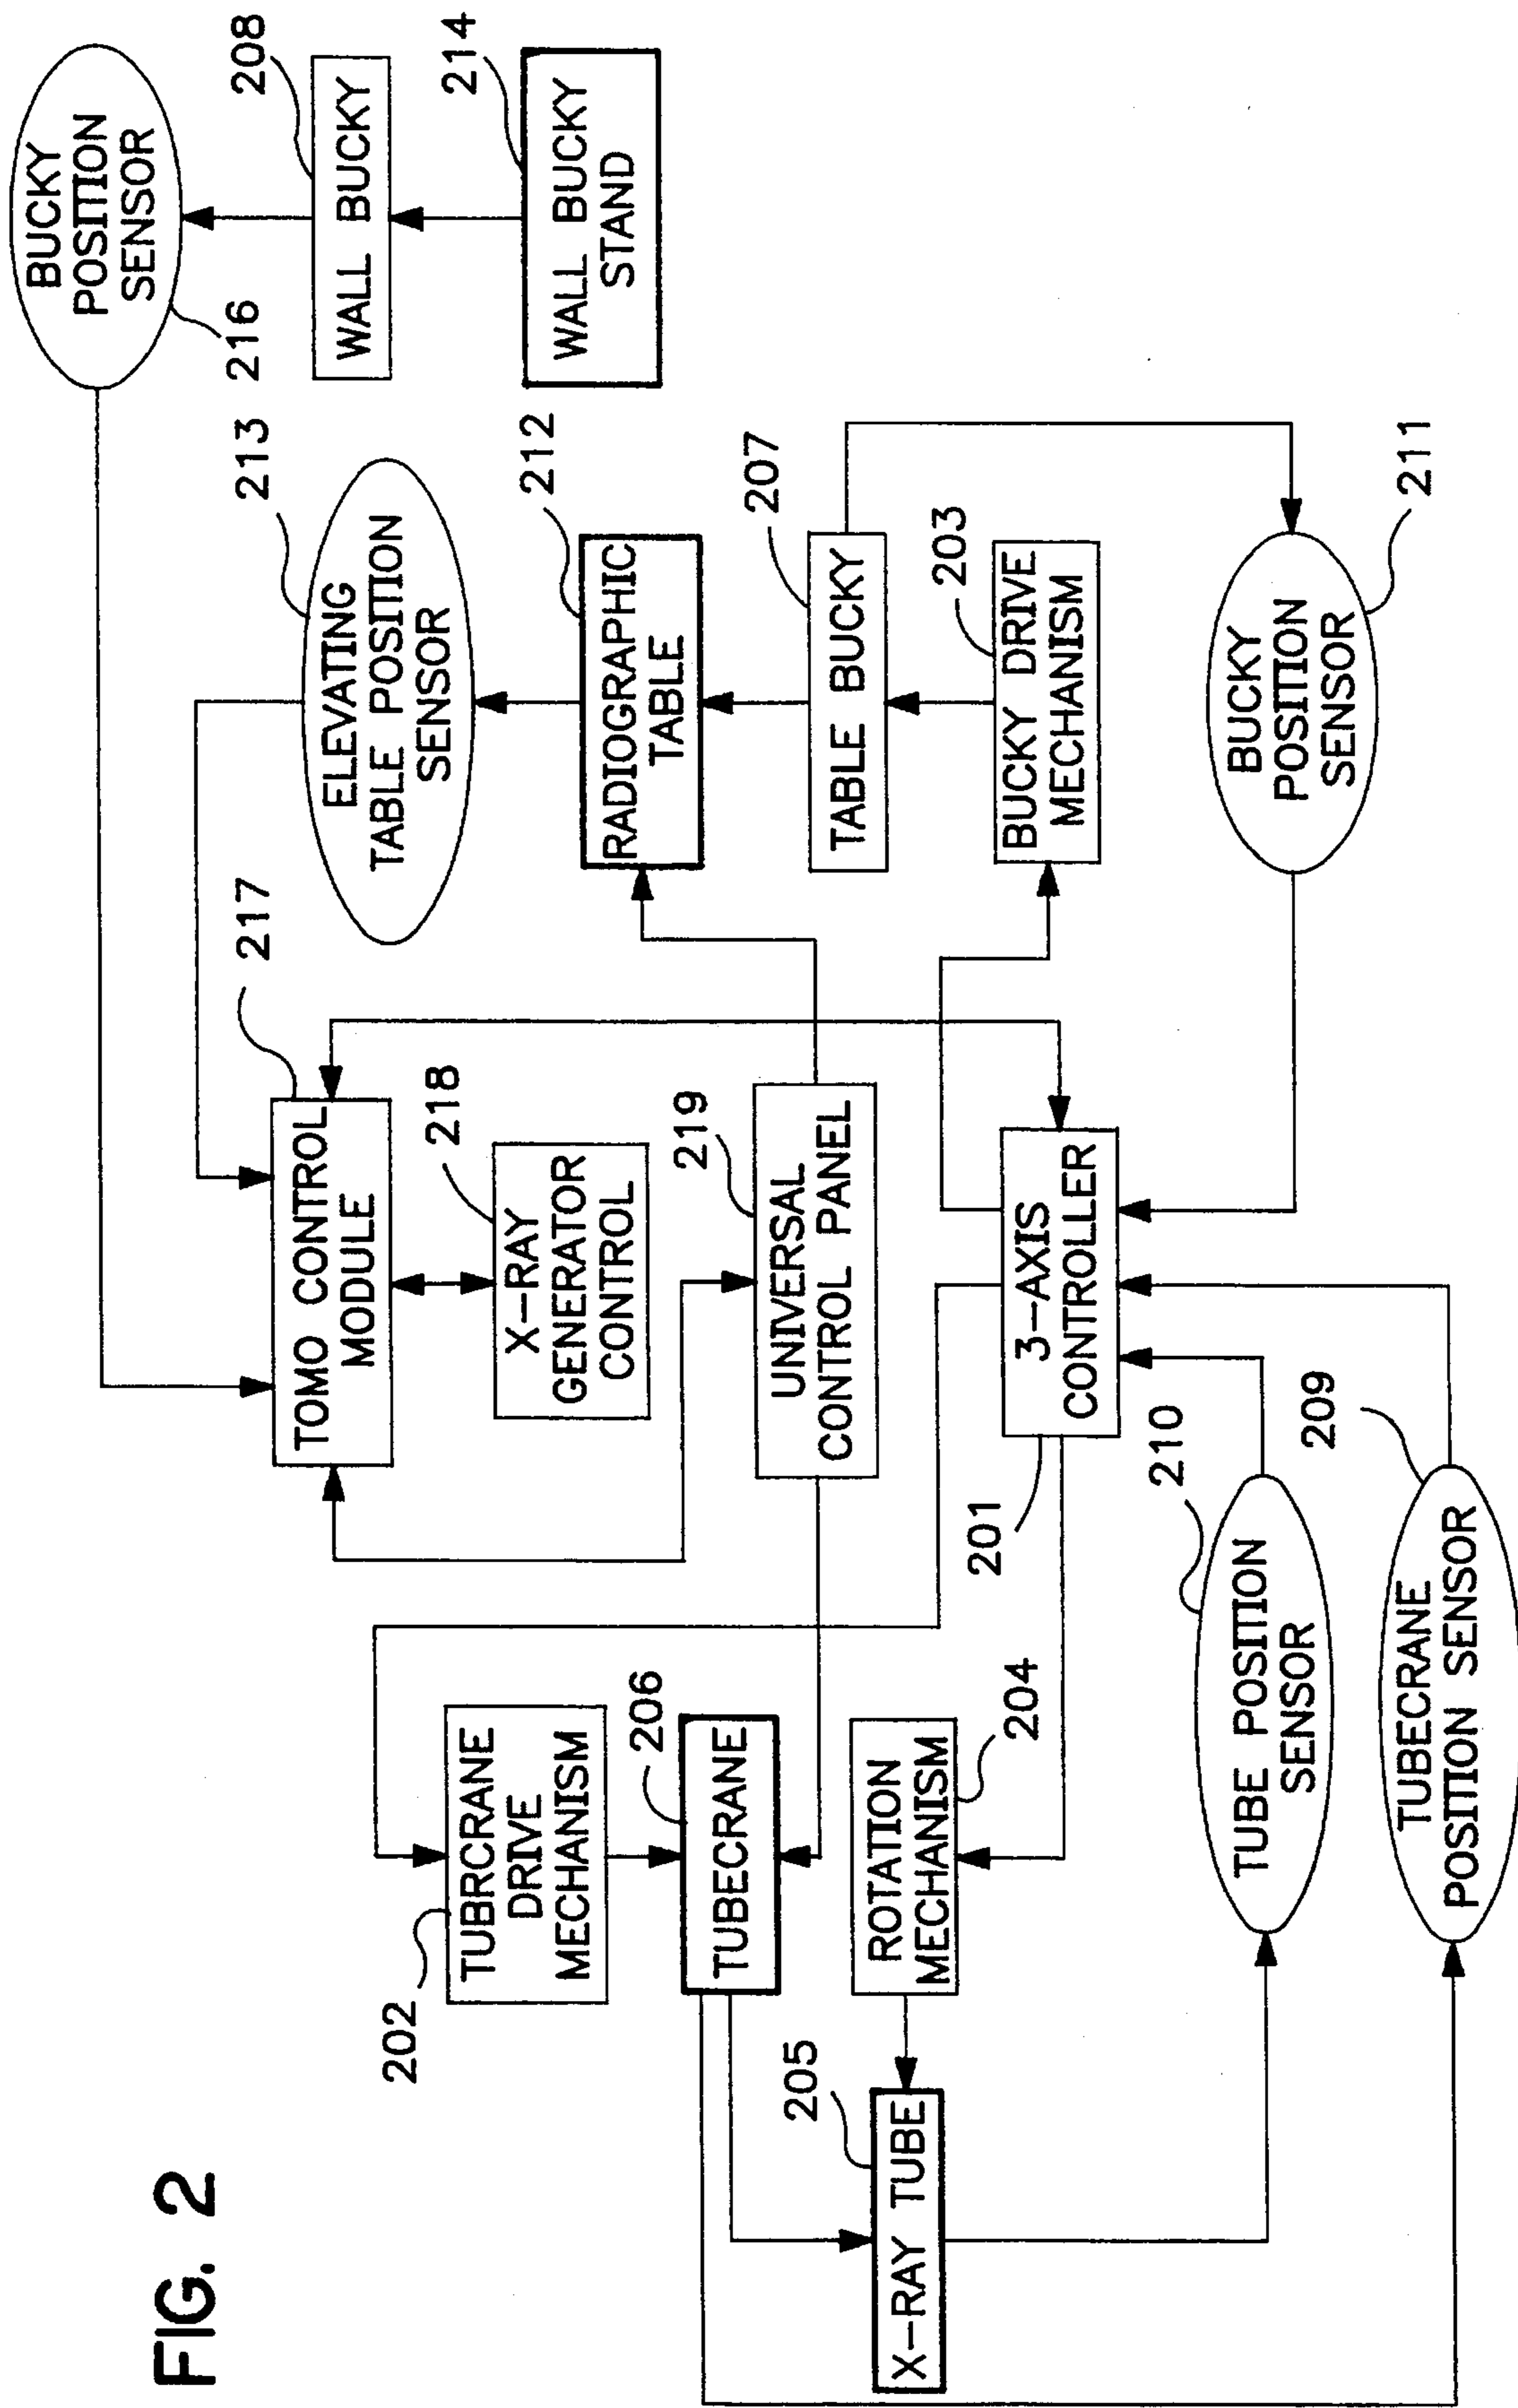 FIG. 2
202
TUBRCRANE
DRIVE
MECHANISM
206
TUBECRANE
205
X-RAY TUBE
ROTATION
MECHANISM
204
TOMO CONTROL
MODULE
217
X-RAY
GENERATOR
CONTROL
218
219
UNIVERSAL
CONTROL PANEL
3-AXIS
CONTROLLER
201
210
TUBE POSITION
SENSOR
209
TUBECRANE
POSITION SENSOR
ELEVATING
TABLE POSITION
SENSOR
213
RADIOGRAPHIC
TABLE
212
TABLE BUCKY
207
BUCKY DRIVE
MECHANISM
203
BUCKY
POSITION
SENSOR
211
BUCKY
POSITION
SENSOR
216
WALL BUCKY
208
WALL BUCKY
STAND
214